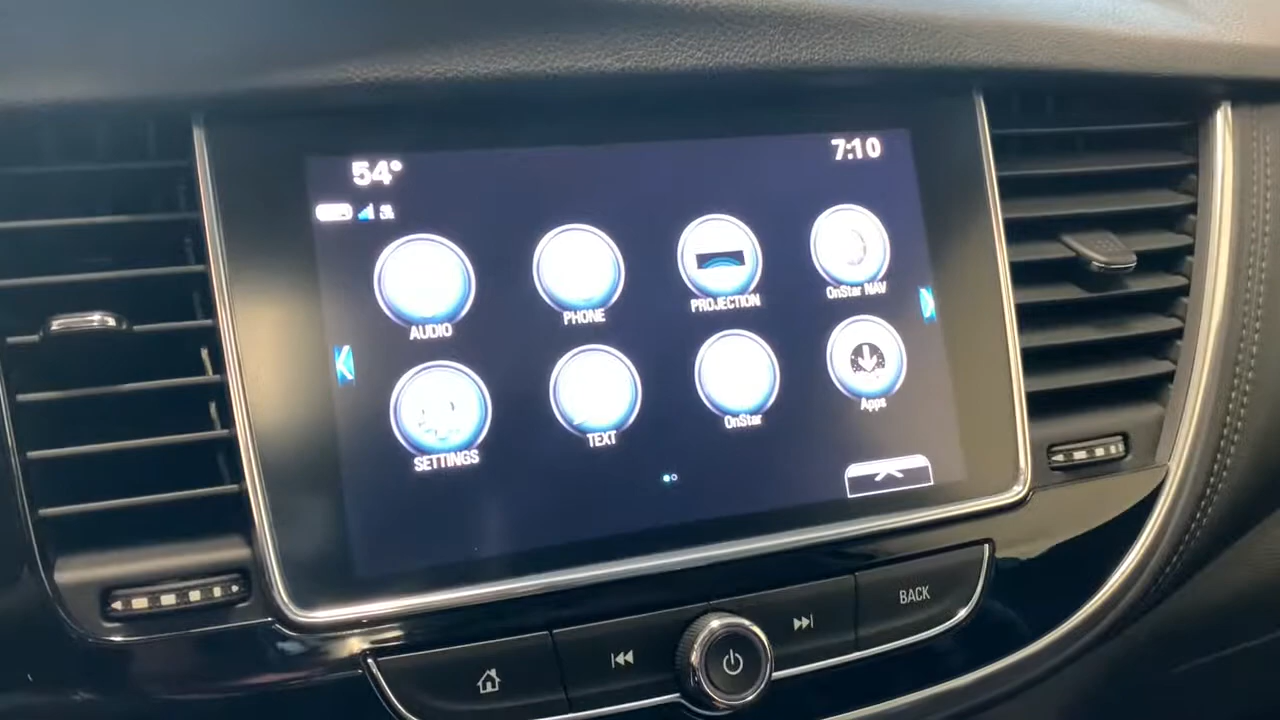 54°
7:10
AUDIO
PHONE
PROJECTION
OnStar NAV
SETTINGS
TEXT
OnStar
Apps
BACK